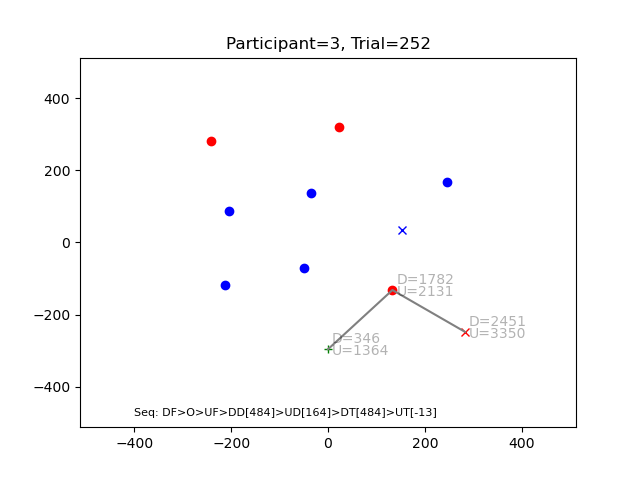 Participant=3, Trial=252
400
200
0
−200
−400
D=1782
U=2131
D=2451
U=3350
D=346
U=1364
Seq: DF>O>UF>DD[484]>UD[164]>DT[484]>UT[-13]
−400 −200 0 200 400